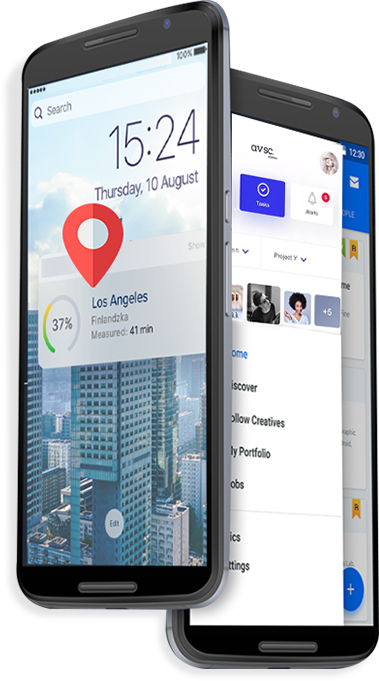 100%
Search
15:24
Thursday, 10 August
Show
Los Angeles
Finlandzka
Measured: 41 min
37%
Edit
avsc.
Tasks
Alerts
Project Y
+5
ome
iscover
ollow Creatives
y Portfolio
obs
ics
ttings
12:30
OPLE
R
R
+